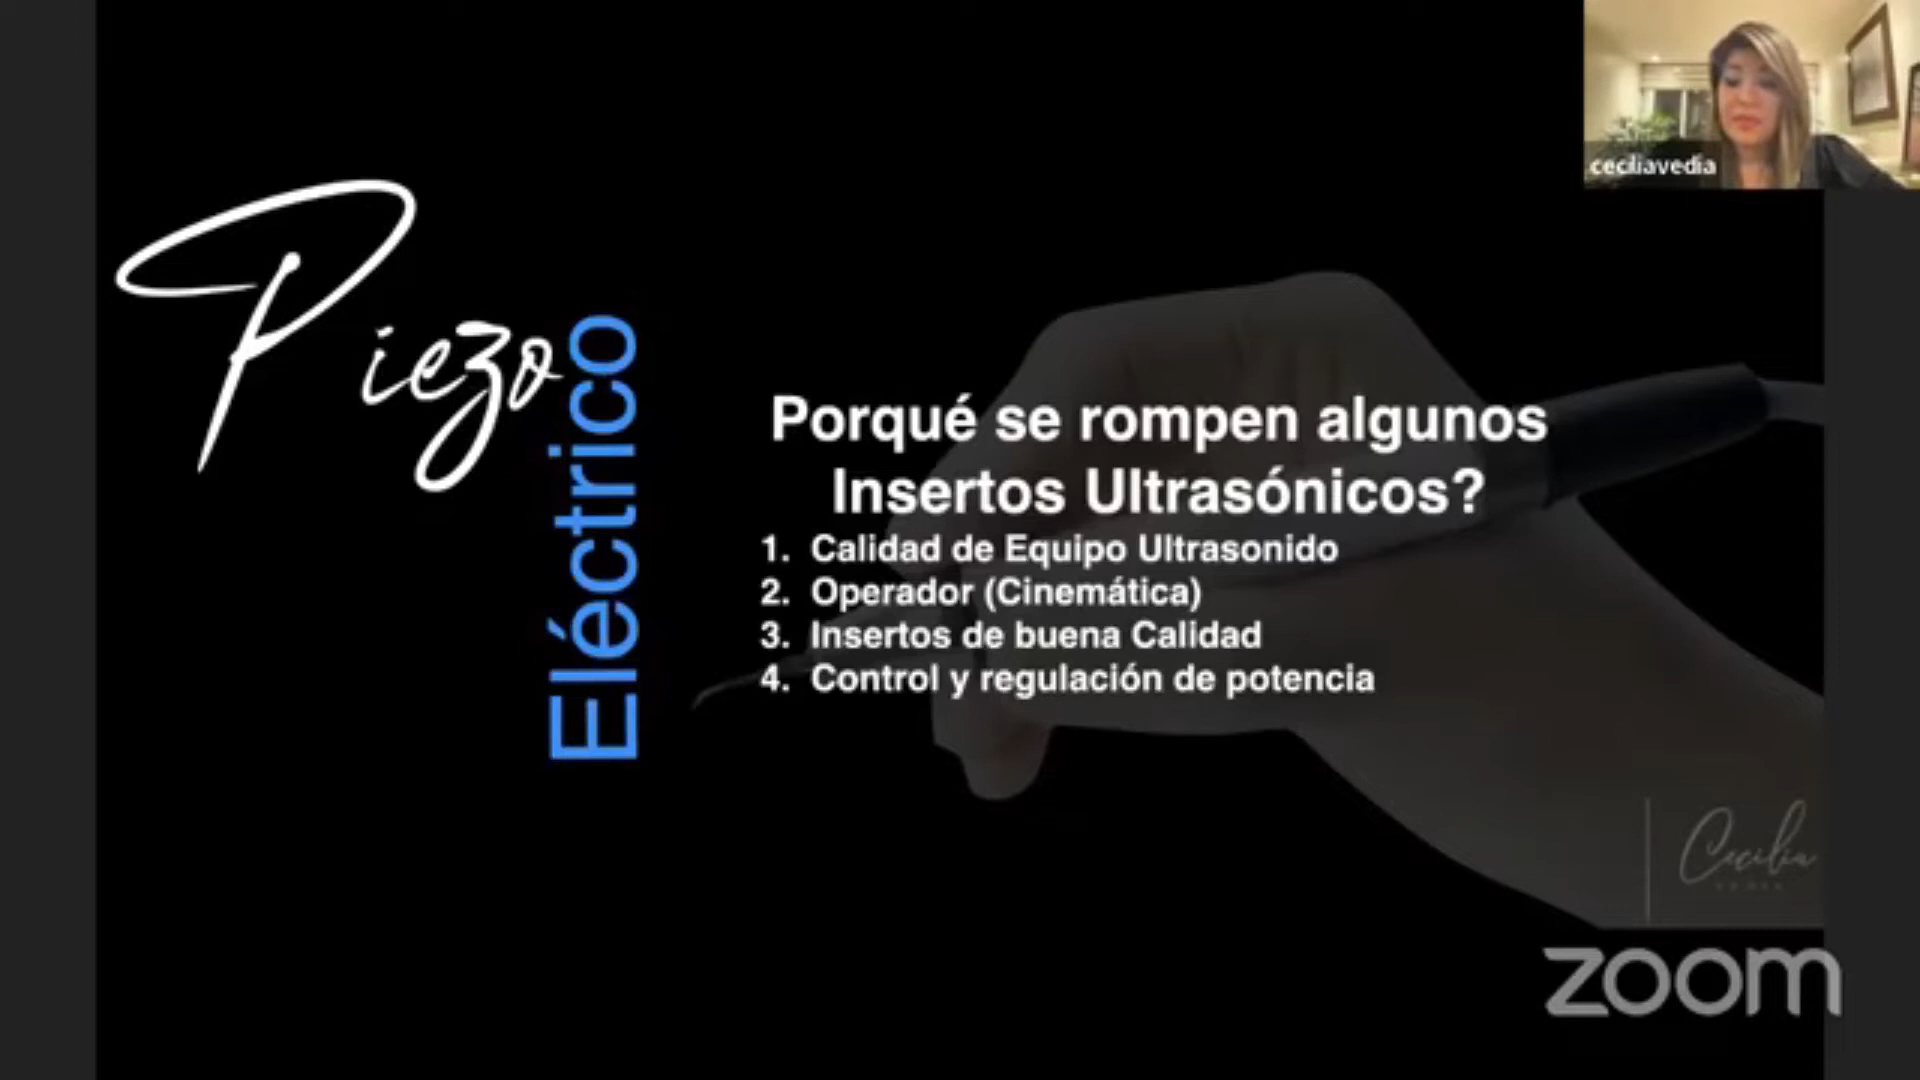 ceciliavedia
Piezo
Eléctrico
Porqué se rompen algunos
Insertos Ultrasónicos?
1. Calidad de Equipo Ultrasonido
2. Operador (Cinemática)
3. Insertos de buena Calidad
4. Control y regulación de potencia
Cecilia
zoom